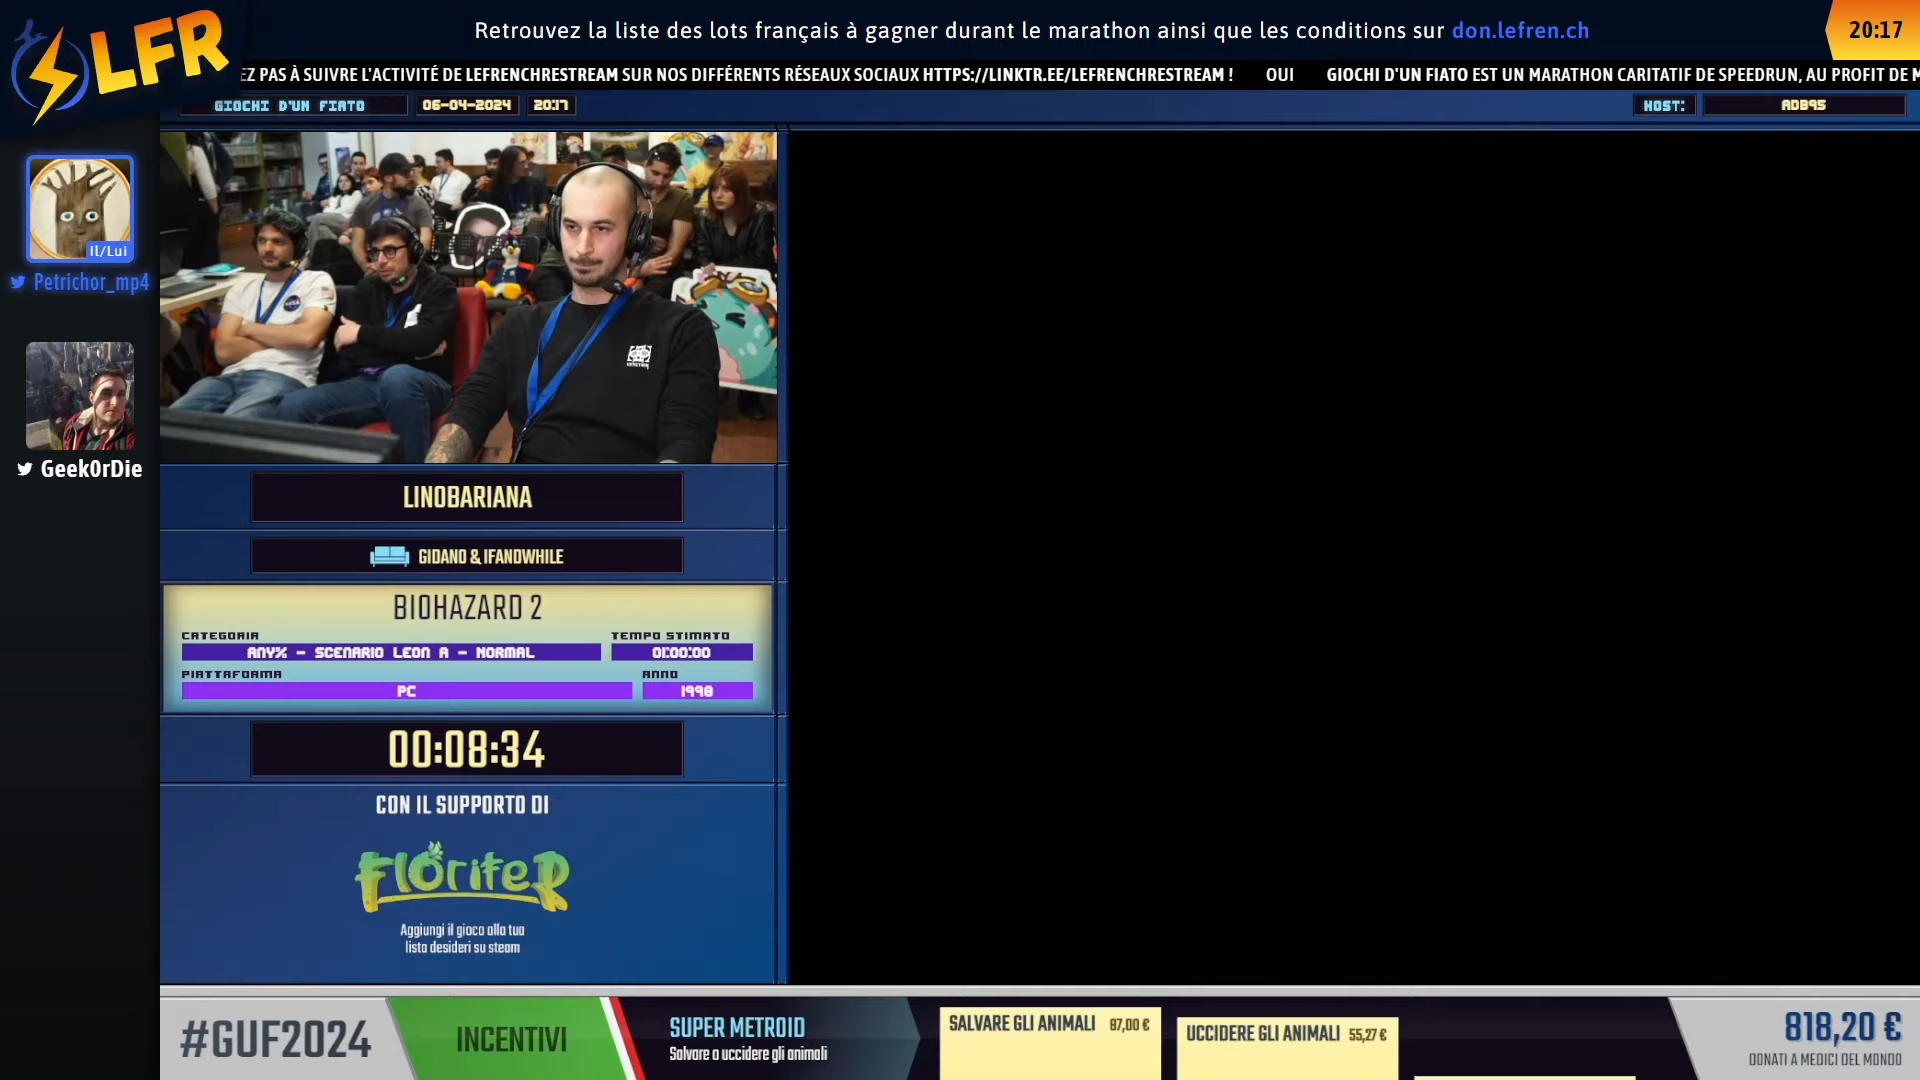 LFR
Retrouvez la liste des lots français à gagner durant le marathon ainsi que les conditions sur don.lefren.ch
20:17
EZ PAS À SUIVRE L'ACTIVITÉ DE LEFRENCHRESTREAM SUR NOS DIFFÉRENTS RÉSEAUX SOCIAUX HTTPS://LINKTR.EE/LEFRENCHRESTREAM ! OUI GIOCHI D'UN FIATO EST UN MARATHON CARITATIF DE SPEEDRUN, AU PROFIT DE M
GIOCHI D'UN FIATO 06-04-2024 20:17 HOST: ADB95
Il/Lui
Petrichor_mp4
Geek0rDie
NASA
LINOBARIANA
GIDANO & IFANDWHILE
BIOHAZARD 2
CATEGORIA TEMPO STIMATO
ANY% - SCENARIO LEON A - NORMAL 01:00:00
PIATTAFORMA ANNO
PC 1998
00:08:34
CON IL SUPPORTO DI
FlorifeR
Aggiungi il gioco alla tua
lista desideri su steam
#GUF2024
INCENTIVI
SUPER METROID
Salvare o uccidere gli animali
SALVARE GLI ANIMALI 87,00 €
UCCIDERE GLI ANIMALI 55,27 €
818,20 €
DONATI A MEDICI DEL MONDO